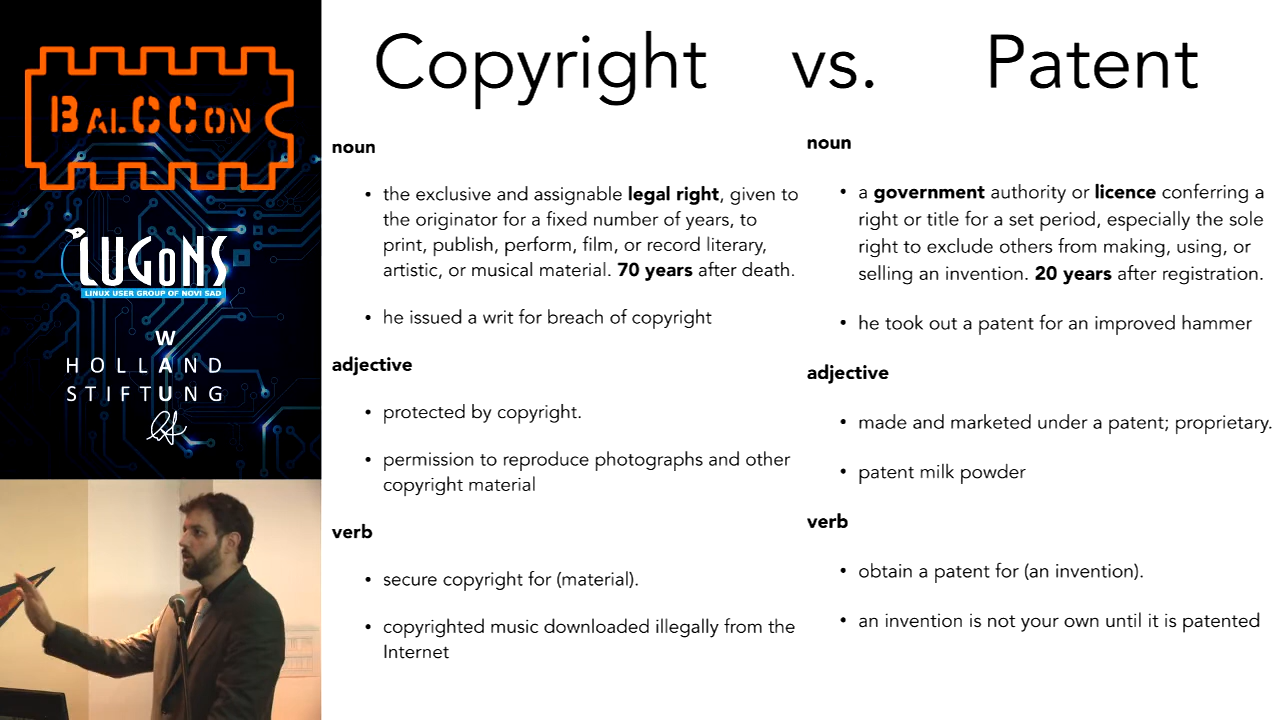 BALCCON
LUGoNS
LINUX USER GROUP OF NOVI SAD
W
HOLLAND
STIFTUNG
Copyright vs. Patent
noun
• the exclusive and assignable legal right, given to
the originator for a fixed number of years, to
print, publish, perform, film, or record literary,
artistic, or musical material. 70 years after death.
• he issued a writ for breach of copyright
adjective
• protected by copyright.
• permission to reproduce photographs and other
copyright material
verb
• secure copyright for (material).
• copyrighted music downloaded illegally from the
Internet
noun
• a government authority or licence conferring a
right or title for a set period, especially the sole
right to exclude others from making, using, or
selling an invention. 20 years after registration.
• he took out a patent for an improved hammer
adjective
• made and marketed under a patent; proprietary.
• patent milk powder
verb
• obtain a patent for (an invention).
• an invention is not your own until it is patented